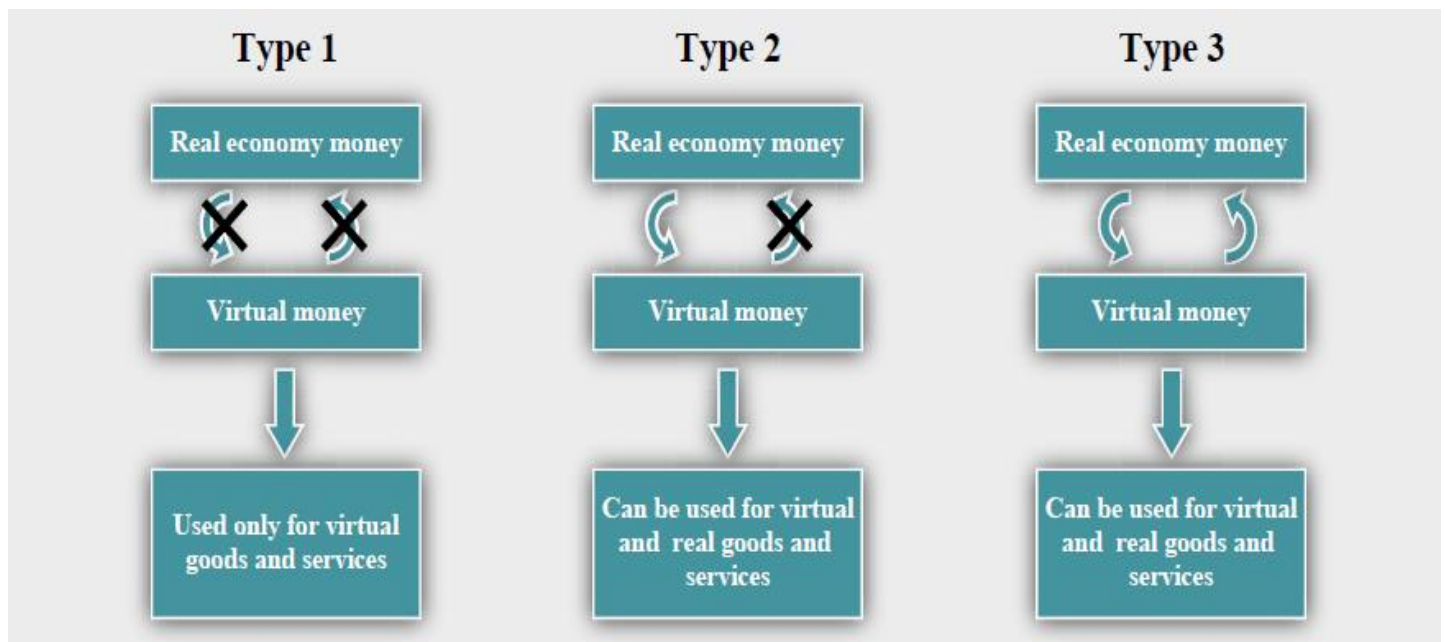 Type 1
Type 2
Type 3
Real economy money
Real economy money
Real economy money
Virtual money
Virtual money
Virtual money
Used only for virtual
goods and services
Can be used for virtual
and real goods and
services
Can be used for virtual
and real goods and
services